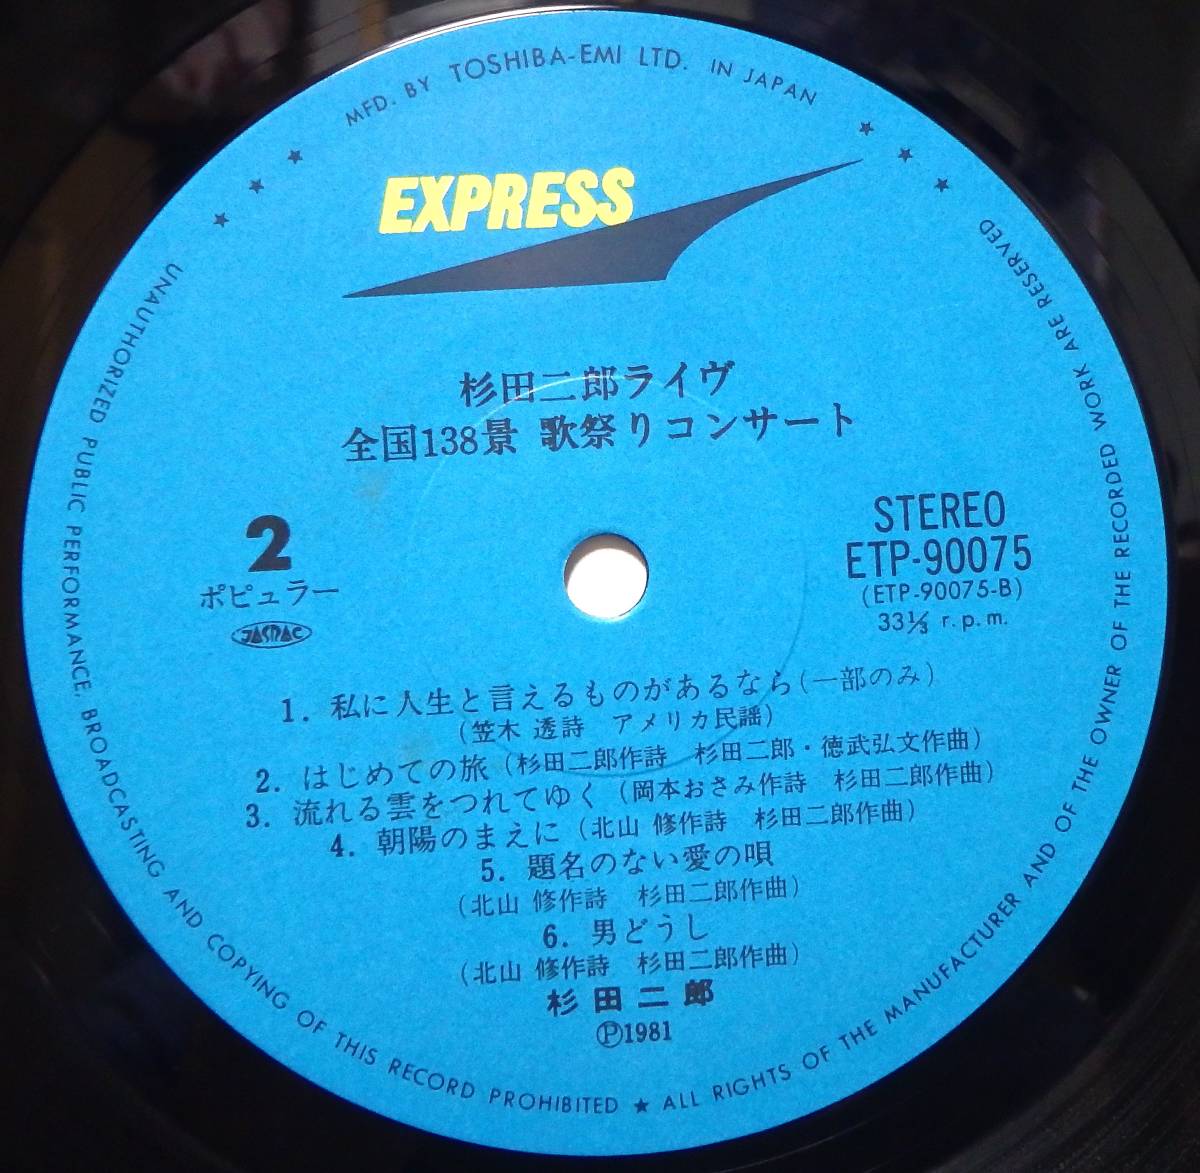 MFD. BY TOSHIBA-EMI LTD. IN JAPAN
EXPRESS
杉田二郎ライヴ
全国138景 歌祭りコンサート
2
ポピュラー
JASRAC
STEREO
ETP-90075
(ETP-90075-B)
33⅓ r.p.m.
1. 私に人生と言えるものがあるなら(一部のみ)
(笠木 透詩 アメリカ民謡)
2. はじめての旅(杉田二郎作詩 杉田二郎・徳武弘文作曲)
3. 流れる雲をつれてゆく(岡本おさみ作詩 杉田二郎作曲)
4. 朝陽のまえに(北山 修作詩 杉田二郎作曲)
5. 題名のない愛の唄
(北山 修作詩 杉田二郎作曲)
6. 男どうし
(北山 修作詩 杉田二郎作曲)
杉田二郎
Ⓟ1981
UNAUTHORIZED PUBLIC PERFORMANCE, BROADCASTING AND COPYING OF THIS RECORD PROHIBITED ★ ALL RIGHTS OF THE MANUFACTURER AND OF THE OWNER OF THE RECORDED WORK ARE RESERVED